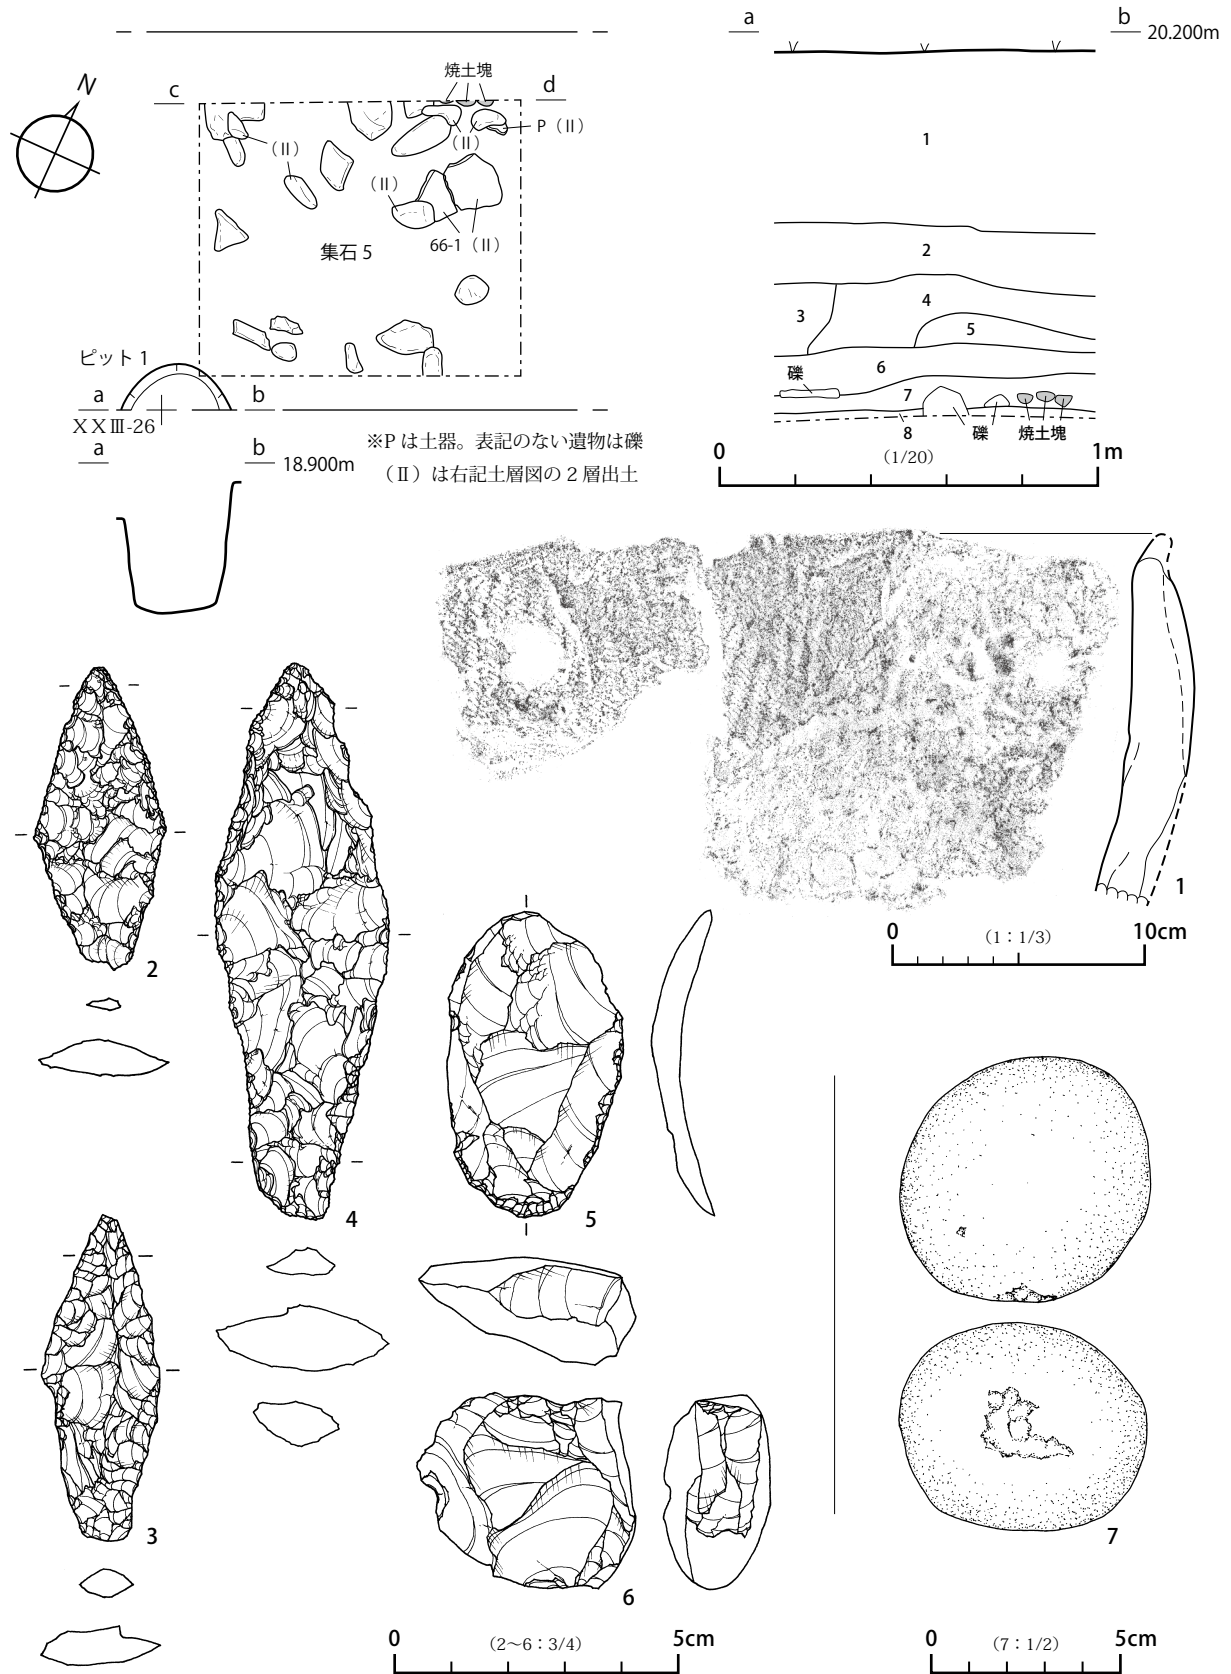 a
b
20.200m
N
焼土塊
c
d
P（Ⅱ）
（Ⅱ）
（Ⅱ）
（Ⅱ）
66-1（Ⅱ）
集石 5
ピット 1
a
b
ⅩⅩⅢ-26
a
b
18.900m
※P は土器。表記のない遺物は礫
（Ⅱ）は右記土層図の 2 層出土
1
2
3
4
5
6
礫
7
8
礫
焼土塊
0
（1/20）
1m
1
0
（1：1/3）
10cm
2
4
5
3
6
7
0
（2～6：3/4）
5cm
0
（7：1/2）
5cm